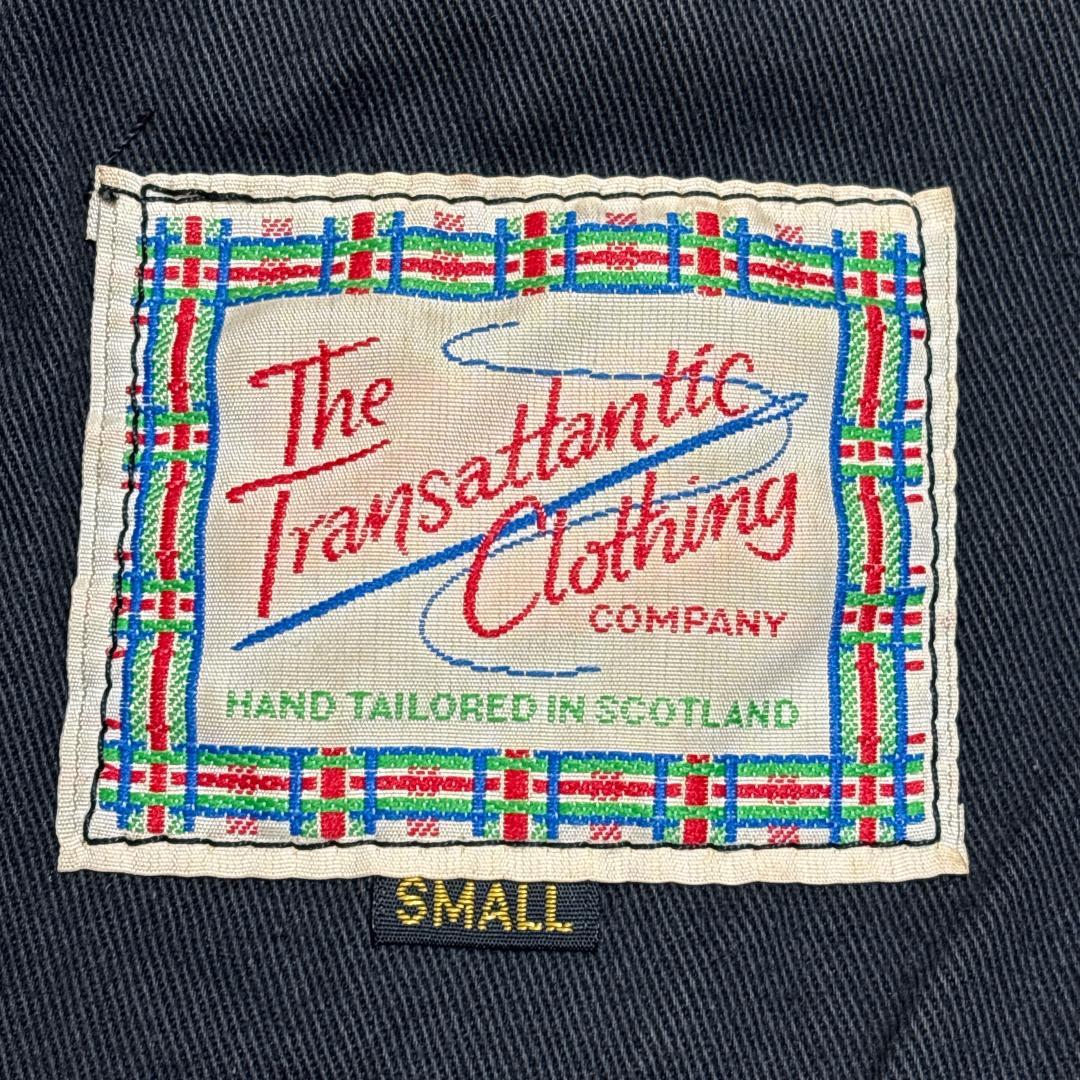 The
Transatlantic
Clothing
COMPANY
HAND TAILORED IN SCOTLAND
SMALL